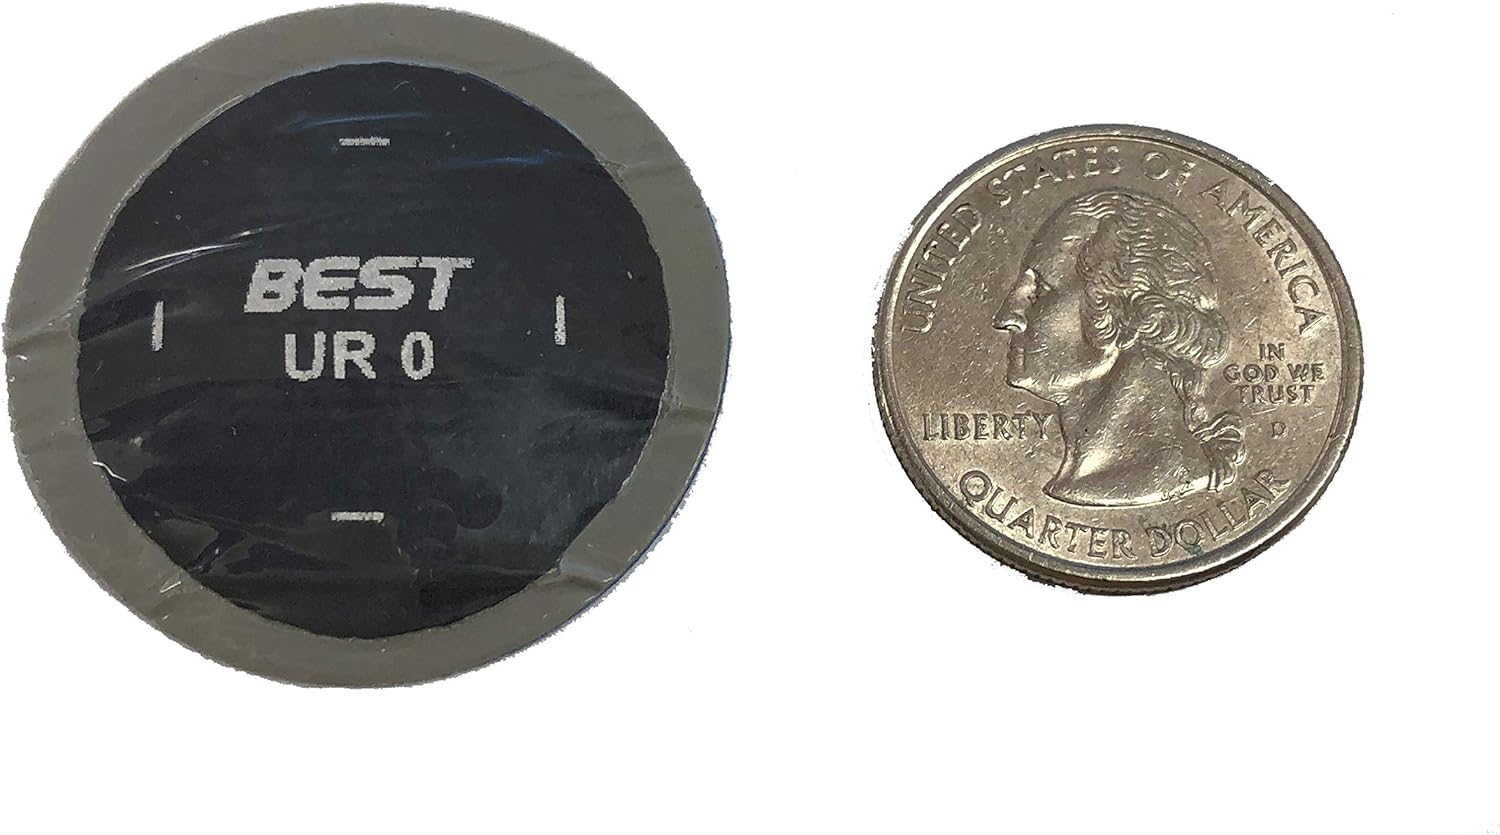 BEST
UR 0
UNITED STATES OF AMERICA
IN
GOD WE
TRUST
LIBERTY
D
QUARTER DOLLAR